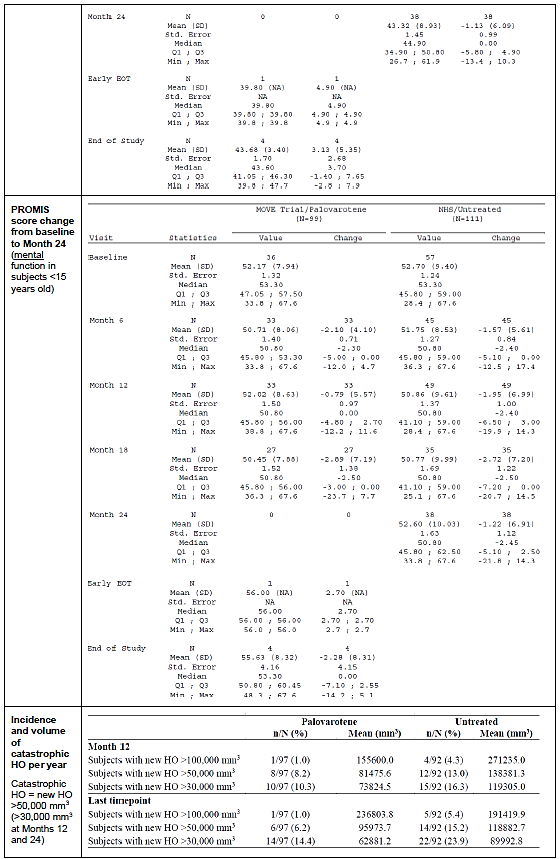 Month 24 N 0 0 38 38
Mean (SD) 43.32 (8.93) -1.13 (6.09)
Std. Error 1.45 0.99
Median 44.90 0.00
Q1 ; Q3 34.90 ; 50.80 -5.80 ; 4.90
Min ; Max 26.7 ; 61.9 -13.4 ; 10.3
Early EOT N 1 1
Mean (SD) 39.80 (NA) 4.90 (NA)
Std. Error NA NA
Median 39.80 4.90
Q1 ; Q3 39.80 ; 39.80 4.90 ; 4.90
Min ; Max 39.8 ; 39.8 4.9 ; 4.9
End of Study N 4 4
Mean (SD) 43.68 (3.40) 3.13 (5.35)
Std. Error 1.70 2.68
Median 43.60 3.70
Q1 ; Q3 41.05 ; 46.30 -1.40 ; 7.65
Min ; Max 39.8 ; 47.7 -2.8 ; 7.9
PROMIS
score change
from baseline
to Month 24
(mental
function in
subjects <15
years old)
MOVE Trial/Palovarotene NHS/Untreated
(N=99) (N=111)
Visit Statistics Value Change Value Change
Baseline N 36 57
Mean (SD) 52.17 (7.94) 52.70 (9.40)
Std. Error 1.32 1.24
Median 53.30 53.30
Q1 ; Q3 47.05 ; 57.50 45.80 ; 59.00
Min ; Max 33.8 ; 67.6 28.4 ; 67.6
Month 6 N 33 33 45 45
Mean (SD) 50.71 (8.06) -2.10 (4.10) 51.75 (8.53) -1.57 (5.61)
Std. Error 1.40 0.71 1.27 0.84
Median 50.80 -2.30 50.80 -2.40
Q1 ; Q3 45.80 ; 53.30 -5.00 ; 0.00 45.80 ; 59.00 -5.10 ; 0.00
Min ; Max 33.8 ; 67.6 -12.0 ; 4.7 36.3 ; 67.6 -12.5 ; 17.4
Month 12 N 33 33 49 49
Mean (SD) 52.02 (8.63) -0.79 (5.57) 50.86 (9.61) -1.95 (6.99)
Std. Error 1.50 0.97 1.37 1.00
Median 50.80 0.00 50.80 -2.40
Q1 ; Q3 45.80 ; 56.00 -4.80 ; 2.70 41.10 ; 59.00 -6.50 ; 3.00
Min ; Max 38.8 ; 67.6 -12.2 ; 11.6 28.4 ; 67.6 -19.9 ; 14.3
Month 18 N 27 27 35 35
Mean (SD) 50.45 (7.88) -2.89 (7.19) 50.77 (9.99) -2.72 (7.20)
Std. Error 1.52 1.38 1.69 1.22
Median 50.80 -2.50 50.80 -2.50
Q1 ; Q3 45.80 ; 56.00 -3.00 ; 0.00 41.10 ; 59.00 -7.20 ; 0.00
Min ; Max 36.3 ; 67.6 -23.7 ; 7.7 25.1 ; 67.6 -20.7 ; 14.5
Month 24 N 0 0 38 38
Mean (SD) 52.60 (10.03) -1.22 (6.91)
Std. Error 1.63 1.12
Median 50.80 -2.45
Q1 ; Q3 45.80 ; 62.50 -5.10 ; 2.50
Min ; Max 33.8 ; 67.6 -21.8 ; 14.3
Early EOT N 1 1
Mean (SD) 56.00 (NA) 2.70 (NA)
Std. Error NA NA
Median 56.00 2.70
Q1 ; Q3 56.00 ; 56.00 2.70 ; 2.70
Min ; Max 56.0 ; 56.0 2.7 ; 2.7
End of Study N 4 4
Mean (SD) 55.63 (8.32) -2.28 (8.31)
Std. Error 4.16 4.15
Median 53.30 0.00
Q1 ; Q3 50.80 ; 60.45 -7.10 ; 2.55
Min ; Max 48.3 ; 67.6 -14.2 ; 5.1
Incidence
and volume
of
catastrophic
HO per year
Catastrophic
HO = new HO
>50,000 mm³
(>30,000 mm³
at Months 12
and 24)
Palovarotene Untreated
n/N (%) Mean (mm³) n/N (%) Mean (mm³)
Month 12
Subjects with new HO >100,000 mm³ 1/97 (1.0) 155600.0 4/92 (4.3) 271235.0
Subjects with new HO >50,000 mm³ 8/97 (8.2) 81475.6 12/92 (13.0) 138381.3
Subjects with new HO >30,000 mm³ 10/97 (10.3) 73824.5 15/92 (16.3) 119305.0
Last timepoint
Subjects with new HO >100,000 mm³ 1/97 (1.0) 236803.8 5/92 (5.4) 191419.9
Subjects with new HO >50,000 mm³ 6/97 (6.2) 95973.7 14/92 (15.2) 118882.7
Subjects with new HO >30,000 mm³ 14/97 (14.4) 62881.2 22/92 (23.9) 89992.8